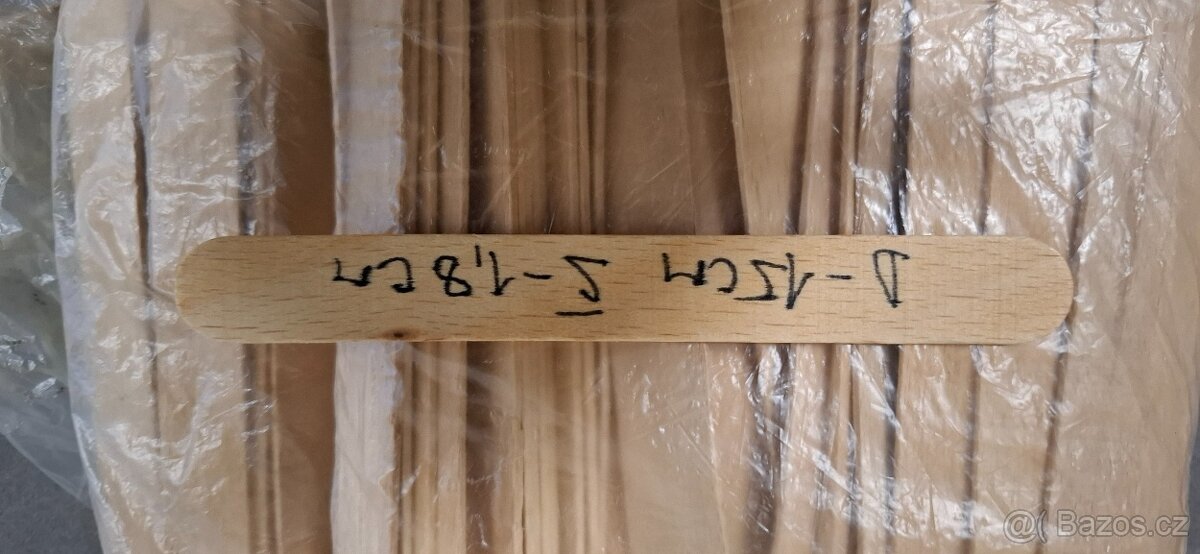 D-15cm Š-1,8cm
@( Bazos.cz